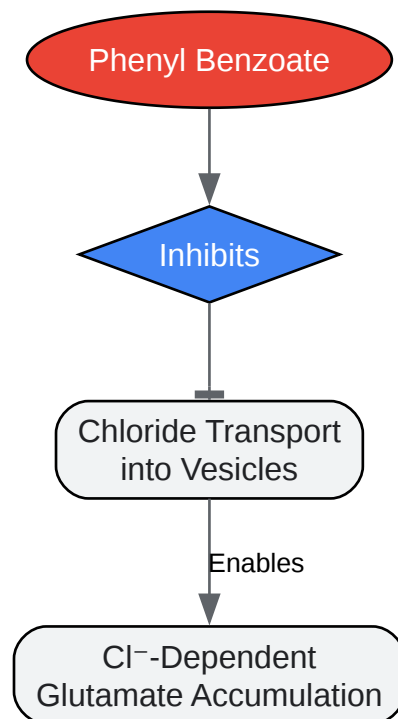 Phenyl Benzoate
Inhibits
Chloride Transport
into Vesicles
Enables
Cl⁻-Dependent
Glutamate Accumulation